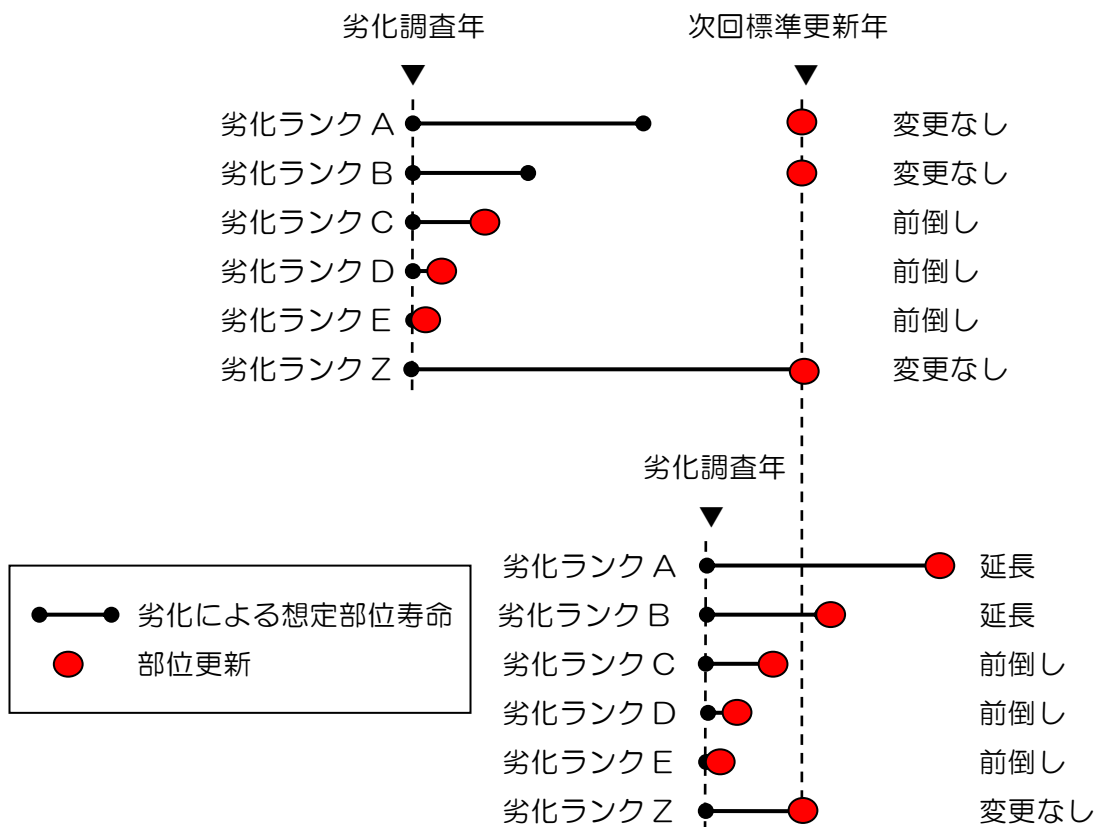 劣化調査年 次回標準更新年
劣化ランクA 変更なし
劣化ランクB 変更なし
劣化ランクC 前倒し
劣化ランクD 前倒し
劣化ランクE 前倒し
劣化ランクZ 変更なし
劣化調査年
劣化ランクA 延長
劣化ランクB 延長
劣化ランクC 前倒し
劣化ランクD 前倒し
劣化ランクE 前倒し
劣化ランクZ 変更なし
劣化による想定部位寿命
部位更新